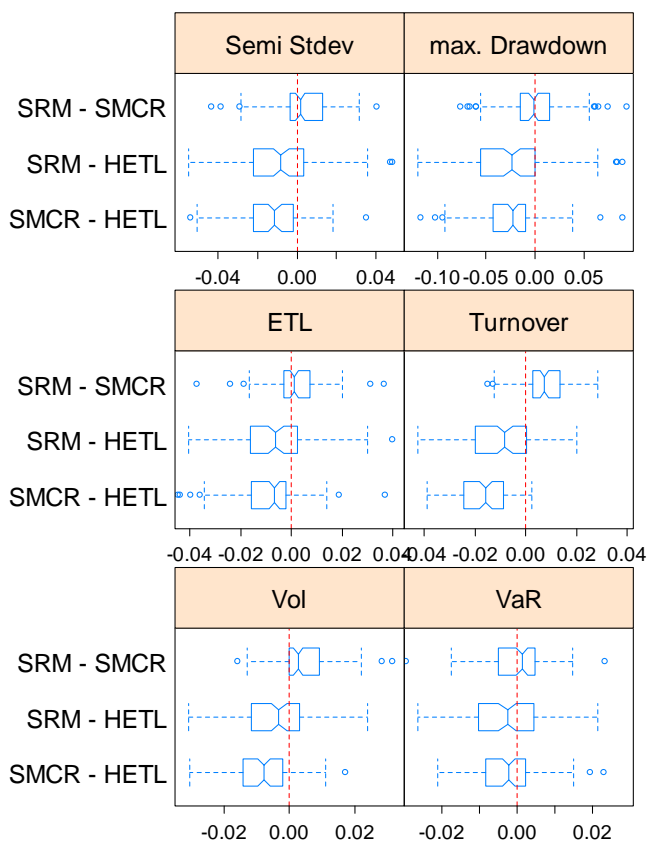 Semi Stdev max. Drawdown
SRM - SMCR
SRM - HETL
SMCR - HETL
-0.04 0.00 0.04 -0.10 -0.05 0.00 0.05
ETL Turnover
SRM - SMCR
SRM - HETL
SMCR - HETL
-0.04 -0.02 0.00 0.02 0.04 -0.04 -0.02 0.00 0.02 0.04
Vol VaR
SRM - SMCR
SRM - HETL
SMCR - HETL
-0.02 0.00 0.02 -0.02 0.00 0.02